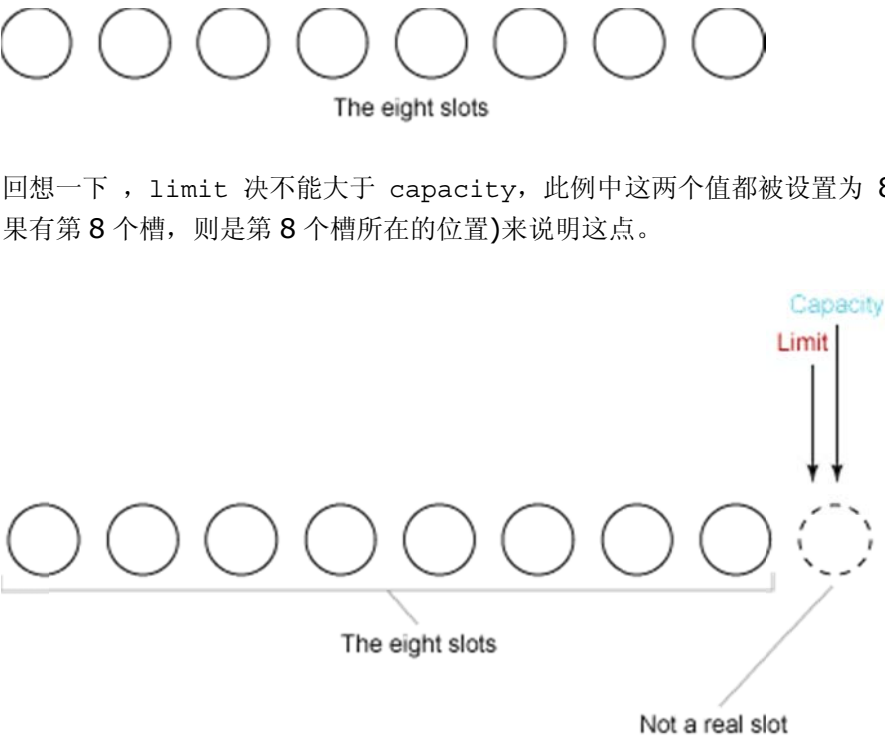 The eight slots
回想一下 ，limit 决不能大于 capacity，此例中这两个值都被设置为 8
果有第 8 个槽，则是第 8 个槽所在的位置)来说明这点。
Capacity
Limit
The eight slots
Not a real slot